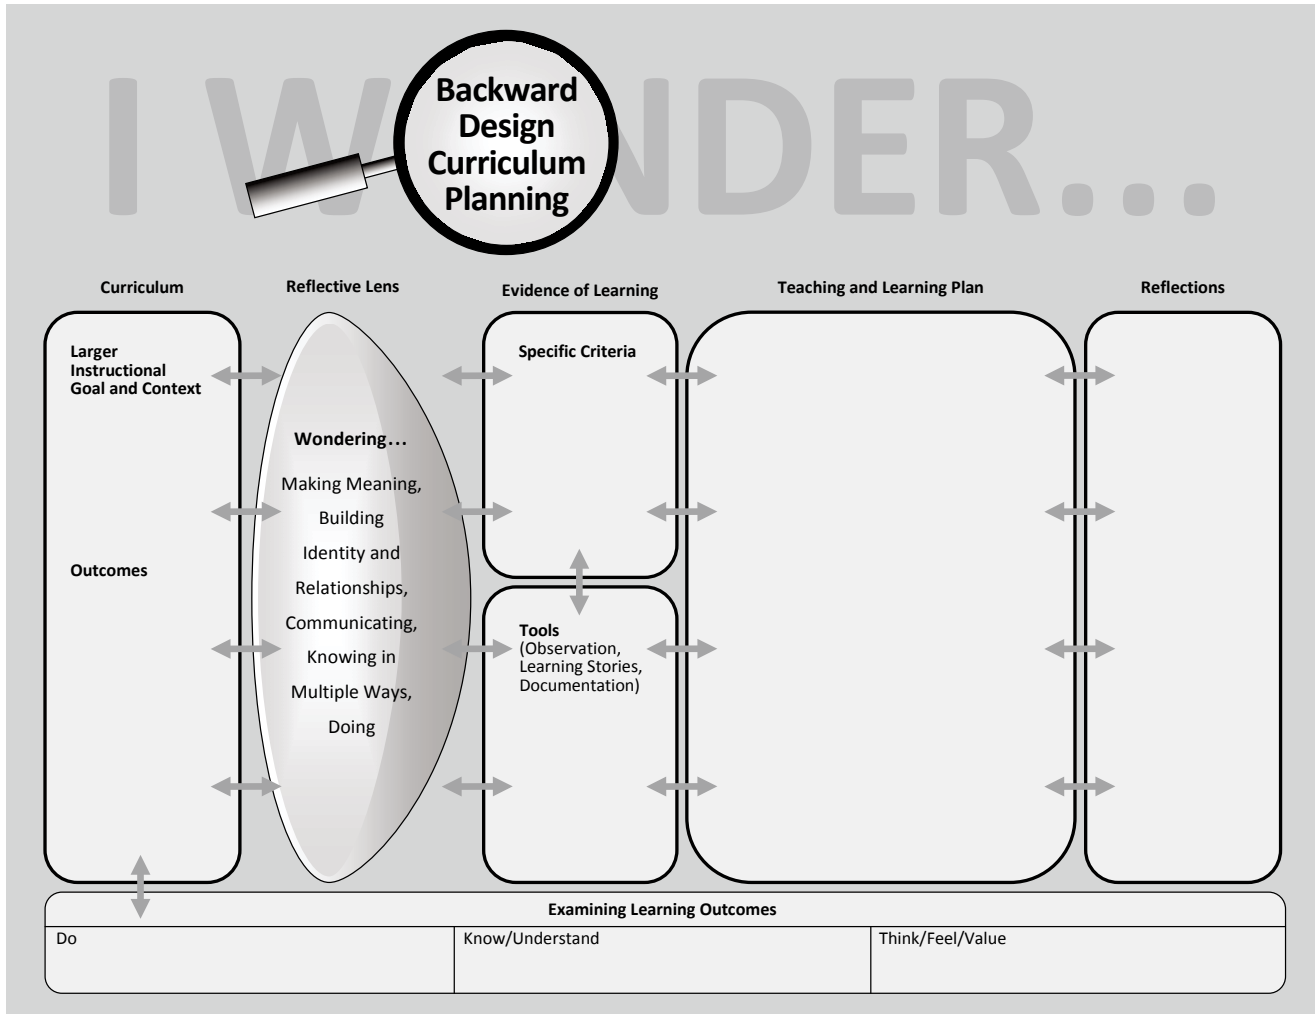 I WONDER...
Backward
Design
Curriculum
Planning
Curriculum
Reflective Lens
Evidence of Learning
Teaching and Learning Plan
Reflections
Larger
Instructional
Goal and Context
Outcomes
Wondering...
Making Meaning,
Building
Identity and
Relationships,
Communicating,
Knowing in
Multiple Ways,
Doing
Specific Criteria
Tools
(Observation,
Learning Stories,
Documentation)
Examining Learning Outcomes
Do
Know/Understand
Think/Feel/Value